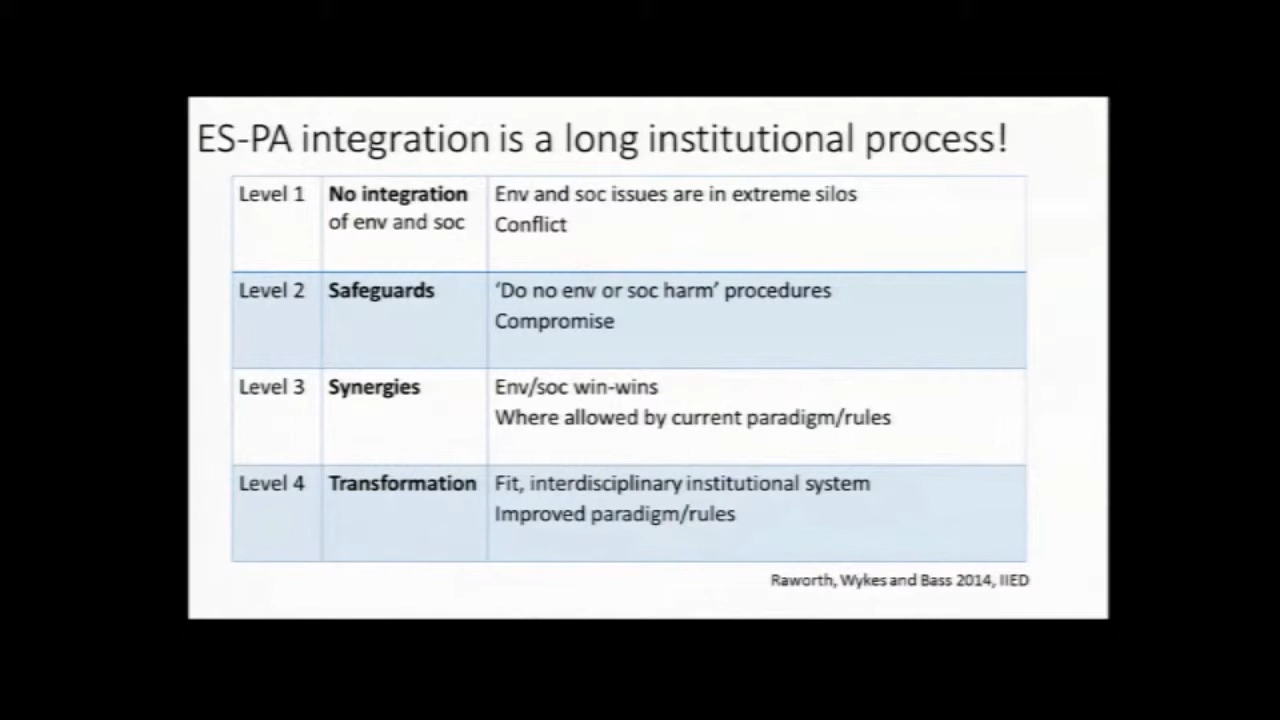 ES-PA integration is a long institutional process!
Level 1
No integration
of env and soc
Env and soc issues are in extreme silos
Conflict
Level 2
Safeguards
‘Do no env or soc harm’ procedures
Compromise
Level 3
Synergies
Env/soc win-wins
Where allowed by current paradigm/rules
Level 4
Transformation
Fit, interdisciplinary institutional system
Improved paradigm/rules
Raworth, Wykes and Bass 2014, IIED